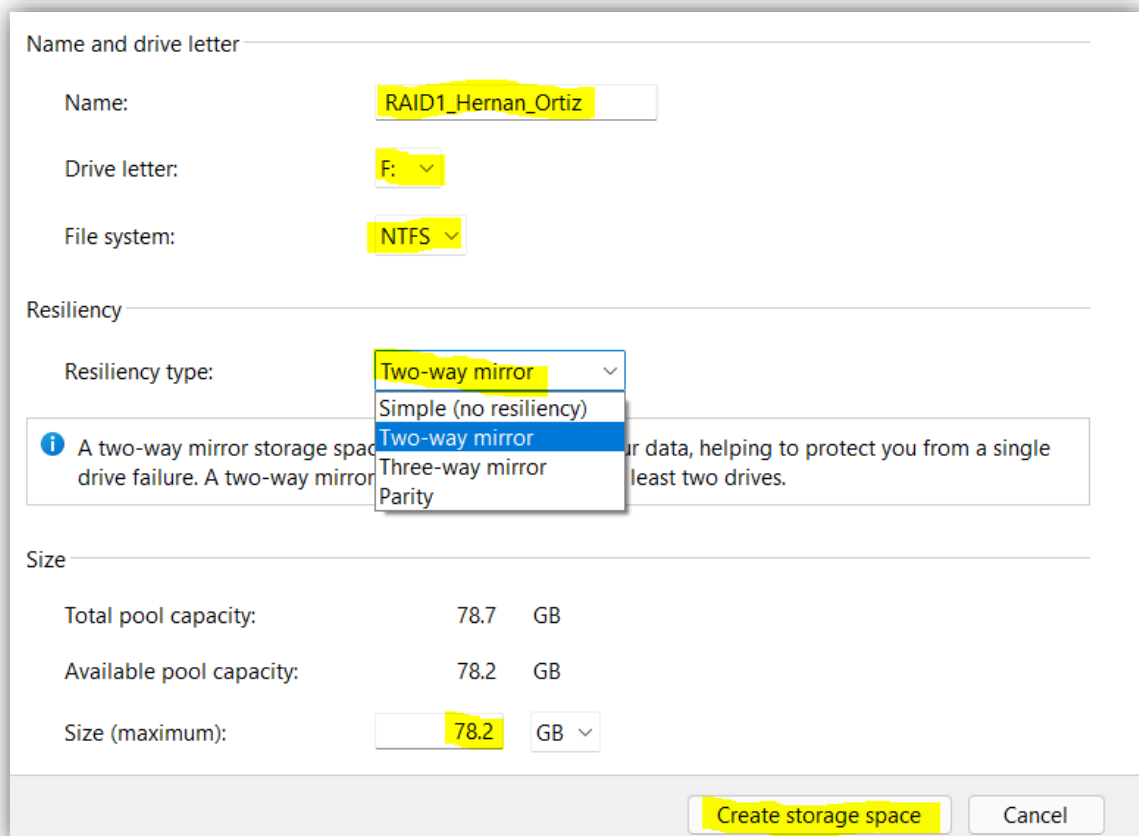 Name and drive letter
Name: RAID1_Hernan_Ortiz
Drive letter: F:
File system: NTFS
Resiliency
Resiliency type: Two-way mirror
Simple (no resiliency)
Two-way mirror
Three-way mirror
Parity
A two-way mirror storage spac ur data, helping to protect you from a single
drive failure. A two-way mirror least two drives.
Size
Total pool capacity: 78.7 GB
Available pool capacity: 78.2 GB
Size (maximum): 78.2 GB
Create storage space Cancel